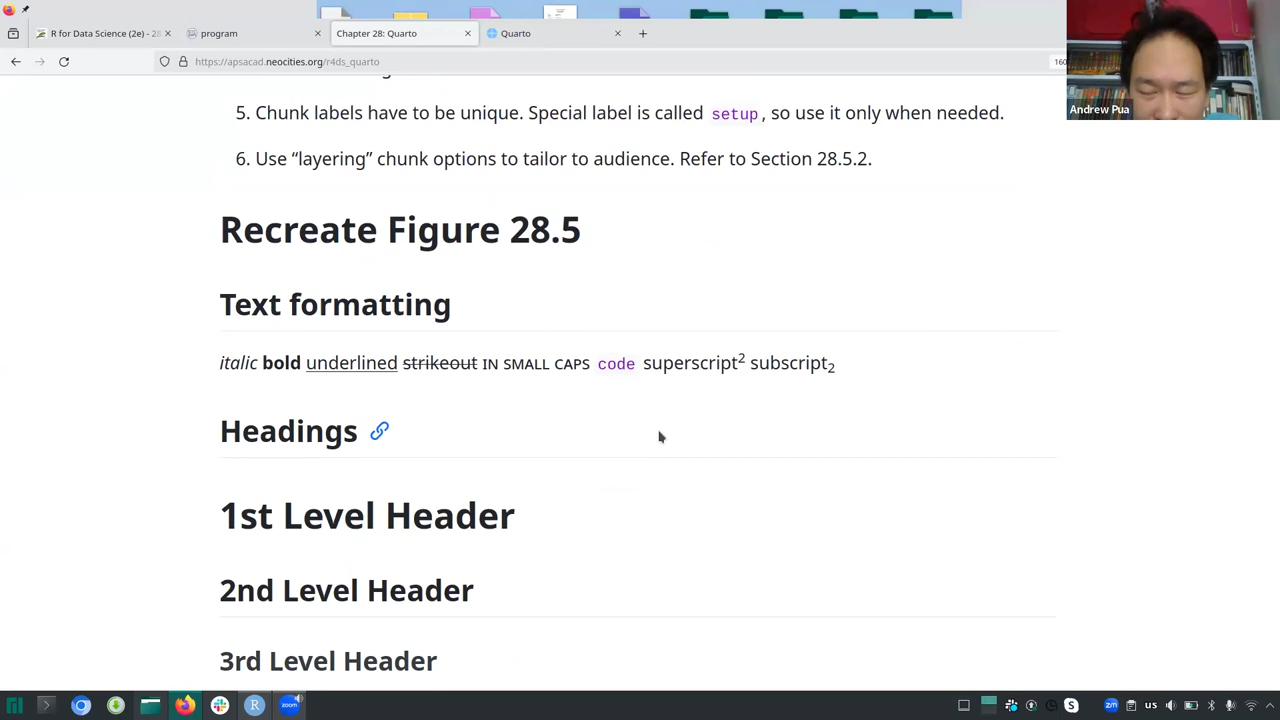 R for Data Science (2e) - 28
program
Chapter 28: Quarto
Quarto
https://apsacad.neocities.org/r4ds_quarto
160
Andrew Pua
5. Chunk labels have to be unique. Special label is called setup, so use it only when needed.
6. Use “layering” chunk options to tailor to audience. Refer to Section 28.5.2.
Recreate Figure 28.5
Text formatting
italic bold underlined strikeout IN SMALL CAPS code superscript2 subscript2
Headings
1st Level Header
2nd Level Header
3rd Level Header
R
zoom
S
zm
us